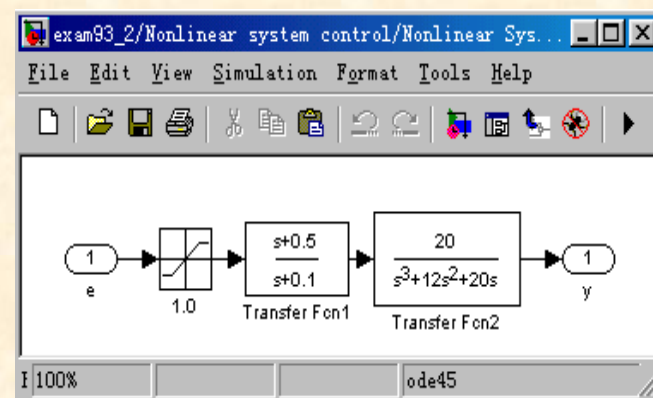 exam93_2/Nonlinear system control/Nonlinear Sys...
File Edit View Simulation Format Tools Help
1
e
1.0
s+0.5
s+0.1
Transfer Fcn1
20
s³+12s²+20s
Transfer Fcn2
1
y
100%
ode45